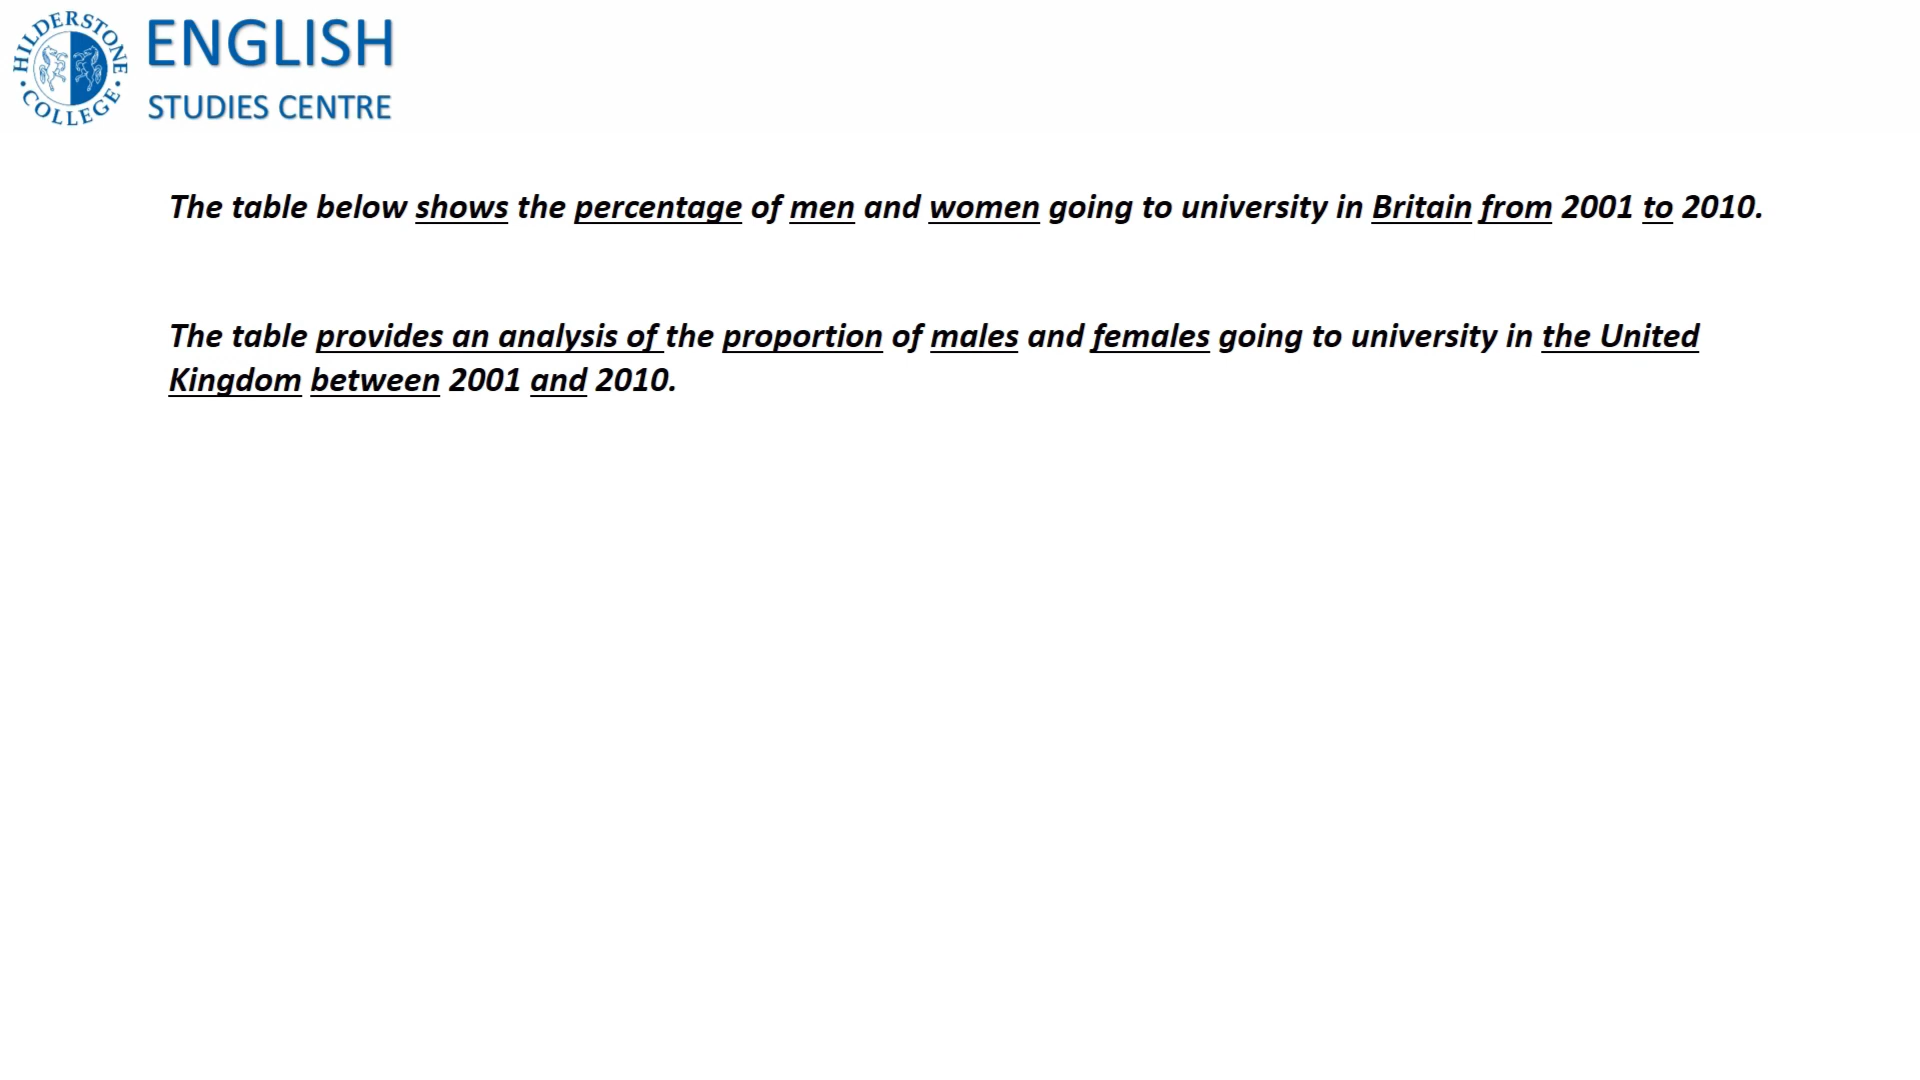 HILDERSTONE
COLLEGE
ENGLISH
STUDIES CENTRE
The table below shows the percentage of men and women going to university in Britain from 2001 to 2010.
The table provides an analysis of the proportion of males and females going to university in the United
Kingdom between 2001 and 2010.